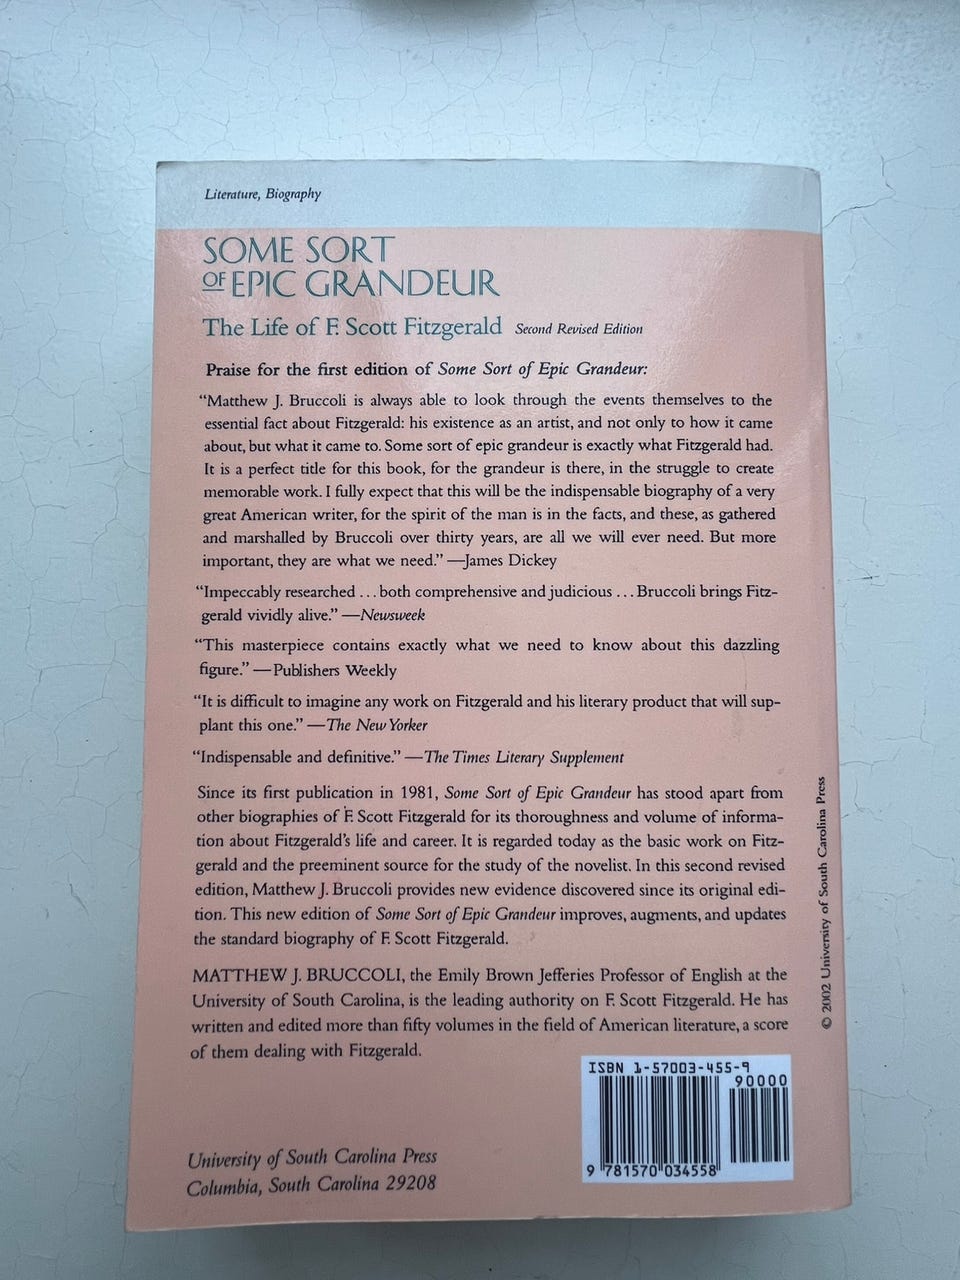 Literature, Biography
SOME SORT
OF EPIC GRANDEUR
The Life of F. Scott Fitzgerald Second Revised Edition
Praise for the first edition of Some Sort of Epic Grandeur:
“Matthew J. Bruccoli is always able to look through the events themselves to the
essential fact about Fitzgerald: his existence as an artist, and not only to how it came
about, but what it came to. Some sort of epic grandeur is exactly what Fitzgerald had.
It is a perfect title for this book, for the grandeur is there, in the struggle to create
memorable work. I fully expect that this will be the indispensable biography of a very
great American writer, for the spirit of the man is in the facts, and these, as gathered
and marshalled by Bruccoli over thirty years, are all we will ever need. But more
important, they are what we need.” —James Dickey
“Impeccably researched . . . both comprehensive and judicious . . . Bruccoli brings Fitz-
gerald vividly alive.” —Newsweek
“This masterpiece contains exactly what we need to know about this dazzling
figure.” —Publishers Weekly
“It is difficult to imagine any work on Fitzgerald and his literary product that will sup-
plant this one.” —The New Yorker
“Indispensable and definitive.” —The Times Literary Supplement
Since its first publication in 1981, Some Sort of Epic Grandeur has stood apart from
other biographies of F. Scott Fitzgerald for its thoroughness and volume of informa-
tion about Fitzgerald’s life and career. It is regarded today as the basic work on Fitz-
gerald and the preeminent source for the study of the novelist. In this second revised
edition, Matthew J. Bruccoli provides new evidence discovered since its original edi-
tion. This new edition of Some Sort of Epic Grandeur improves, augments, and updates
the standard biography of F. Scott Fitzgerald.
MATTHEW J. BRUCCOLI, the Emily Brown Jefferies Professor of English at the
University of South Carolina, is the leading authority on F. Scott Fitzgerald. He has
written and edited more than fifty volumes in the field of American literature, a score
of them dealing with Fitzgerald.
© 2002 University of South Carolina Press
ISBN 1-57003-455-9
90000
9 781570 034558
University of South Carolina Press
Columbia, South Carolina 29208